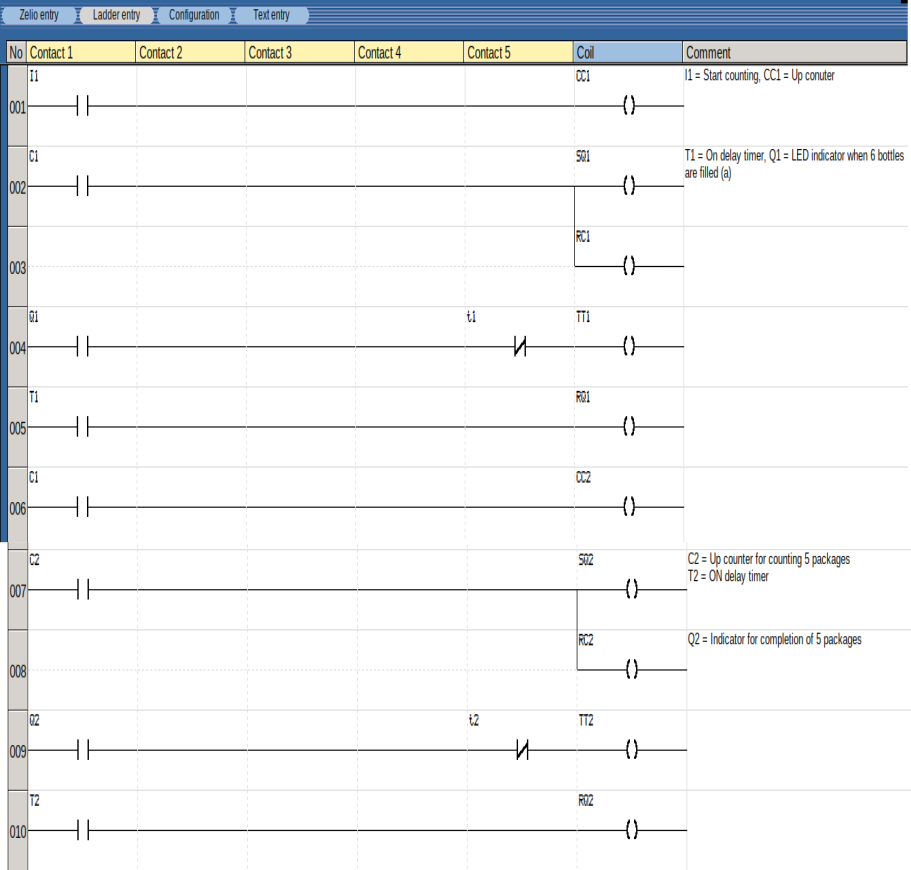 Zelio entry Ladder entry Configuration Text entry
No Contact 1 Contact 2 Contact 3 Contact 4 Contact 5 Coil Comment
I1 CC1 I1 = Start counting, CC1 = Up conuter
001
C1 SQ1 T1 = On delay timer, Q1 = LED indicator when 6 bottles
are filled (a)
002
RC1
003
Q1 t1 TT1
004
T1 RQ1
005
C1 CC2
006
C2 SQ2 C2 = Up counter for counting 5 packages
T2 = ON delay timer
007
RC2 Q2 = Indicator for completion of 5 packages
008
Q2 t2 TT2
009
T2 RQ2
010